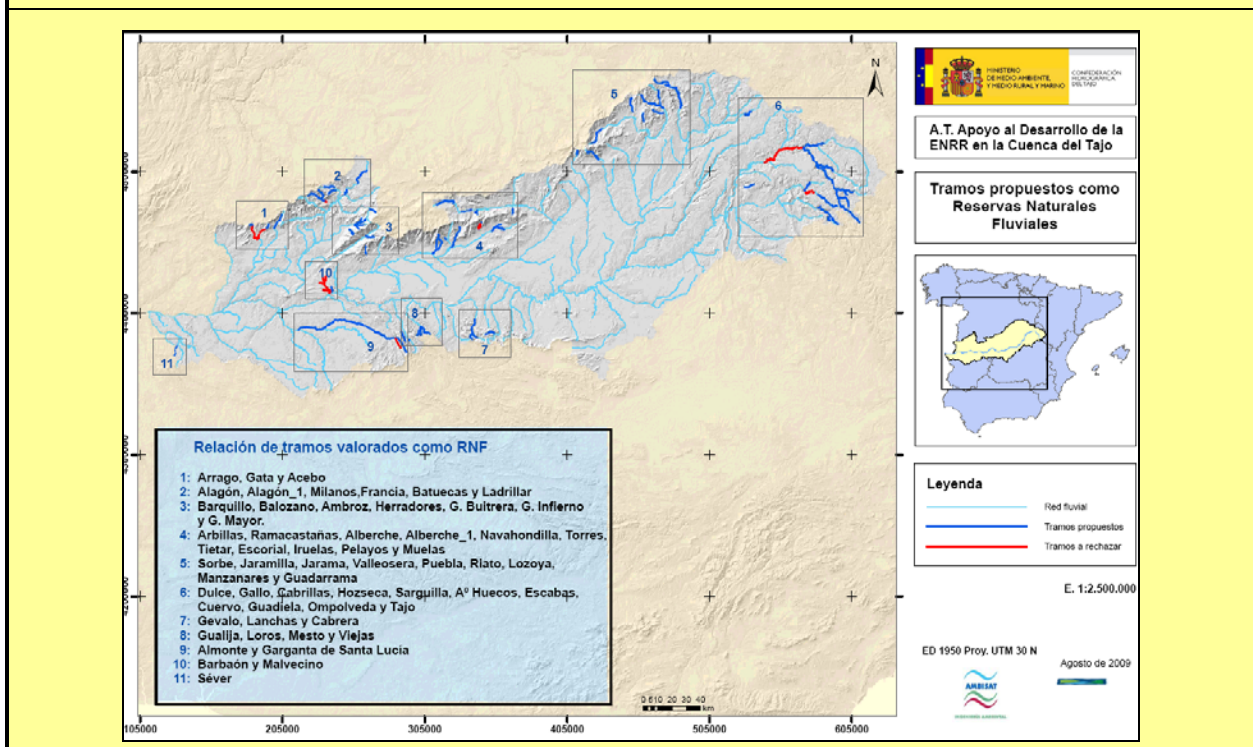 N
1
2
3
4
5
6
7
8
9
10
11
4440000
105000
205000
305000
405000
505000
605000
Relación de tramos valorados como RNF
1: Arrago, Gata y Acebo
2: Alagón, Alagón_1, Milanos,Francia, Batuecas y Ladrillar
3: Barquillo, Balozano, Ambroz, Herradores, G. Buitrera, G. Infierno
y G. Mayor.
4: Arbillas, Ramacastañas, Alberche, Alberche_1, Navahondilla, Torres,
Tietar, Escorial, Iruelas, Pelayos y Muelas
5: Sorbe, Jaramilla, Jarama, Valleosera, Puebla, Riato, Lozoya,
Manzanares y Guadarrama
6: Dulce, Gallo, Cabrillas, Hozseca, Sarguilla, Aº Huecos, Escabas,
Cuervo, Guadiela, Ompolveda y Tajo
7: Gevalo, Lanchas y Cabrera
8: Gualija, Loros, Mesto y Viejas
9: Almonte y Garganta de Santa Lucía
10: Barbaón y Malvecino
11: Séver
0 510 20 30 40
km
MINISTERIO
DE MEDIO AMBIENTE,
Y MEDIO RURAL Y MARINO
CONFEDERACIÓN
HIDROGRÁFICA
DEL TAJO
A.T. Apoyo al Desarrollo de la
ENRR en la Cuenca del Tajo
Tramos propuestos como
Reservas Naturales
Fluviales
Leyenda
Red fluvial
Tramos propuestos
Tramos a rechazar
E. 1:2.500.000
ED 1950 Proy. UTM 30 N
Agosto de 2009
AMBISAT
INGENIERÍA AMBIENTAL